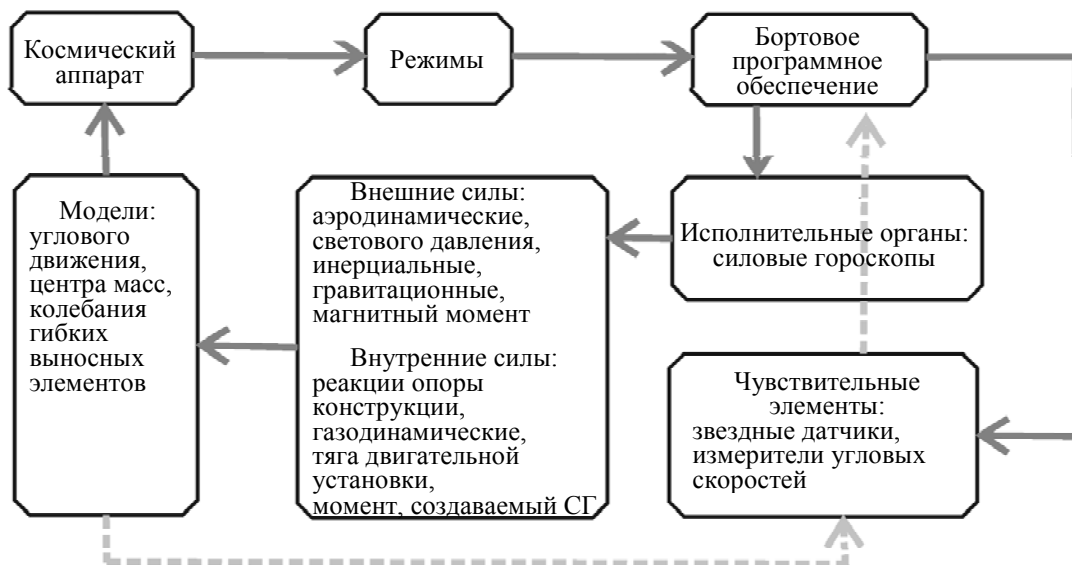 Космический
аппарат
Режимы
Бортовое
программное
обеспечение
Модели:
углового
движения,
центра масс,
колебания
гибких
выносных
элементов
Внешние силы:
аэродинамические,
светового давления,
инерциальные,
гравитационные,
магнитный момент
Внутренние силы:
реакции опоры
конструкции,
газодинамические,
тяга двигательной
установки,
момент, создаваемый СГ
Исполнительные органы:
силовые гороскопы
Чувствительные
элементы:
звездные датчики,
измерители угловых
скоростей